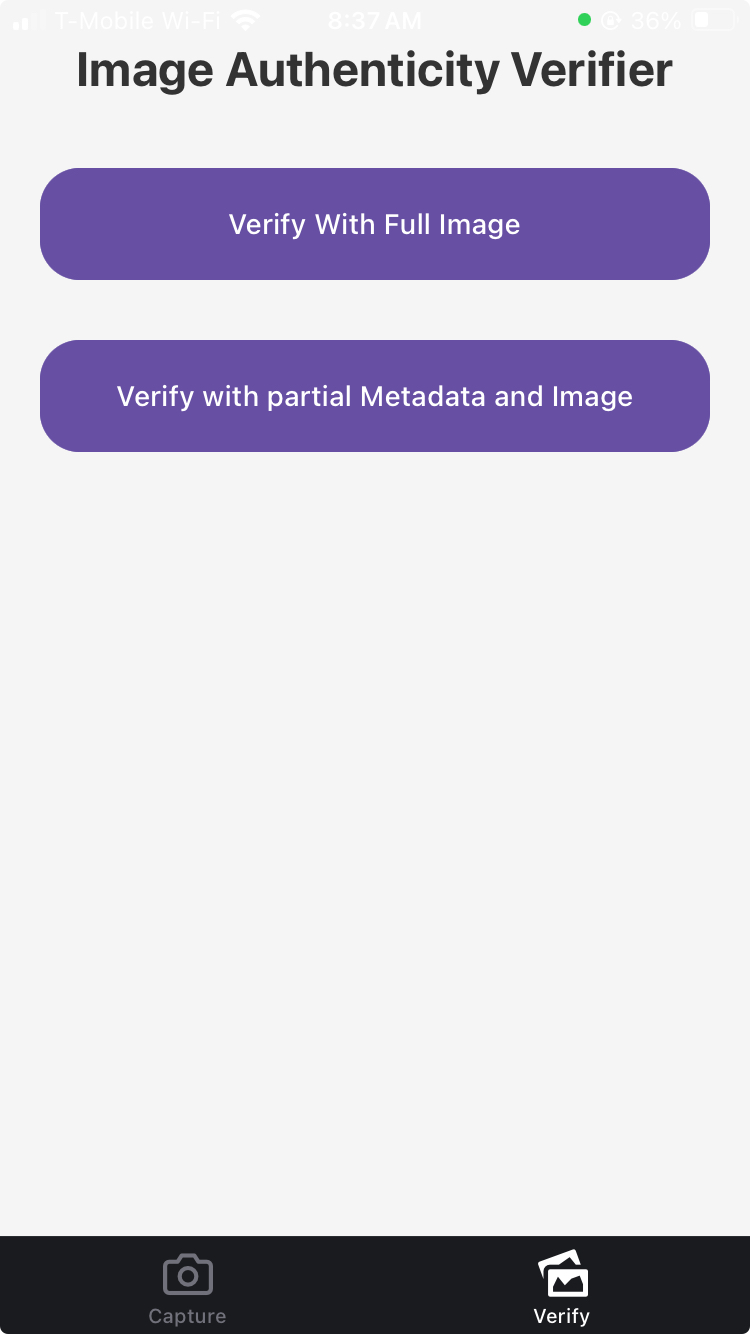 T-Mobile Wi-Fi 8:37 AM 36%
Image Authenticity Verifier
Verify With Full Image
Verify with partial Metadata and Image
Capture Verify